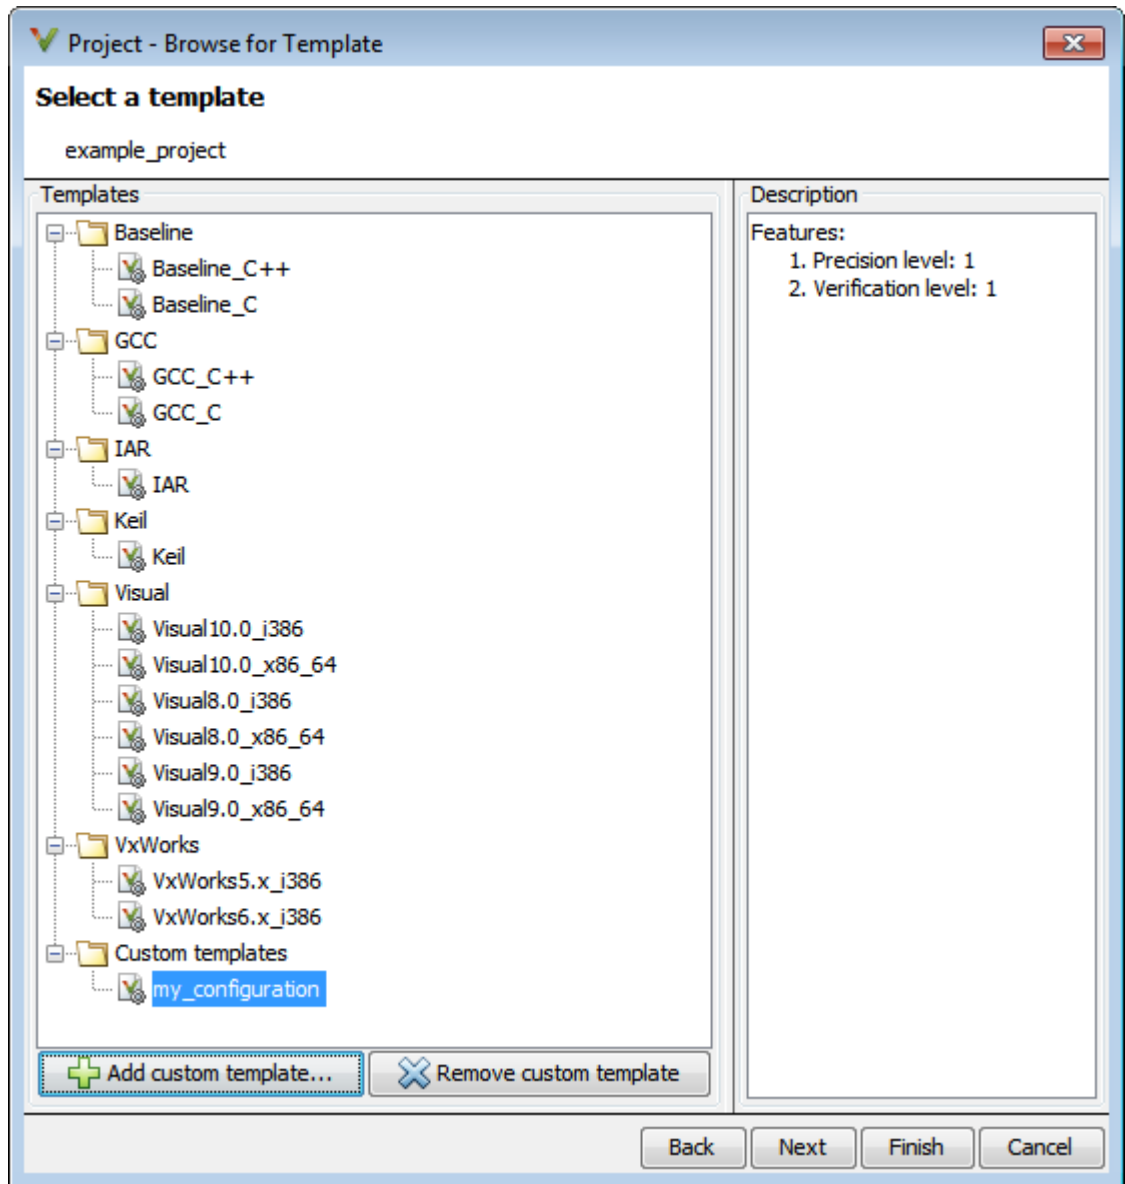 Project - Browse for Template
Select a template
example_project
Templates
Baseline
Baseline_C++
Baseline_C
GCC
GCC_C++
GCC_C
IAR
IAR
Keil
Keil
Visual
Visual10.0_i386
Visual10.0_x86_64
Visual8.0_i386
Visual8.0_x86_64
Visual9.0_i386
Visual9.0_x86_64
VxWorks
VxWorks5.x_i386
VxWorks6.x_i386
Custom templates
my_configuration
Add custom template...
Remove custom template
Description
Features:
1. Precision level: 1
2. Verification level: 1
Back
Next
Finish
Cancel